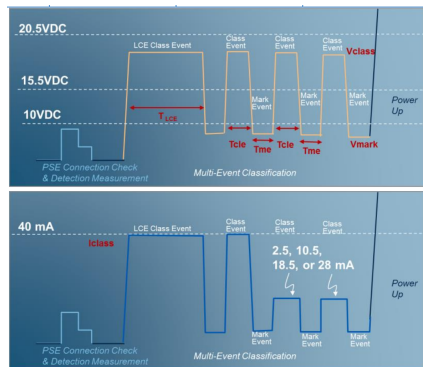 20.5VDC
LCE Class Event
Class
Event
Class
Event
Class
Event
Vclass
15.5VDC
Mark
Event
Mark
Event
Power
Up
T LCE
10VDC
Tcle
Tcle
Tme
Tme
Vmark
PSE Connection Check
& Detection Measurement
Multi-Event Classification
40 mA
LCE Class Event
Class
Event
Class
Event
Class
Event
Iclass
2.5, 10.5,
18.5, or 28 mA
Power
Up
Mark
Event
Mark
Event
Mark
Event
PSE Connection Check
& Detection Measurement
Multi-Event Classification